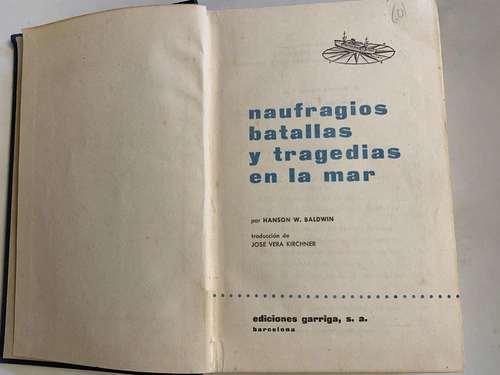 naufragios
batallas
y tragedias
en la mar
por HANSON W. BALDWIN
traducción de
JOSE VERA KIRCHNER
ediciones garriga, s. a.
barcelona